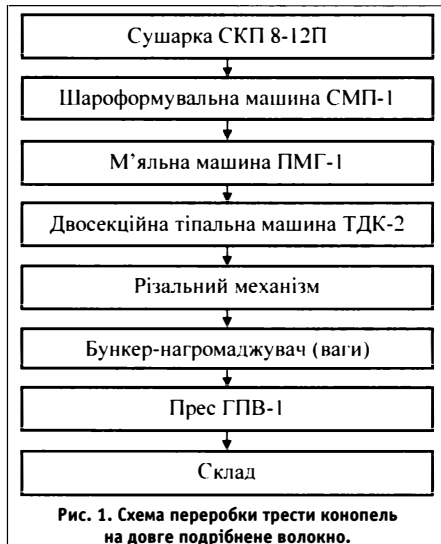 Сушарка СКП 8-12П
Шароформувальна машина СМП-1
М’яльна машина ПМГ-1
Двосекційна тіпальна машина ТДК-2
Різальний механізм
Бункер-нагромаджувач (ваги)
Прес ГПВ-1
Склад
Рис. 1. Схема переробки трести конопель
на довге подрібнене волокно.